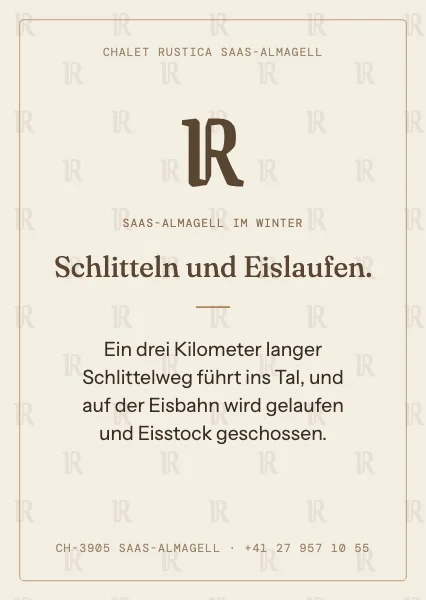 CHALET RUSTICA SAAS-ALMAGELL
R
SAAS-ALMAGELL IM WINTER
Schlitteln und Eislaufen.
Ein drei Kilometer langer
Schlittelweg führt ins Tal, und
auf der Eisbahn wird gelaufen
und Eisstock geschossen.
CH-3905 SAAS-ALMAGELL · +41 27 957 10 55